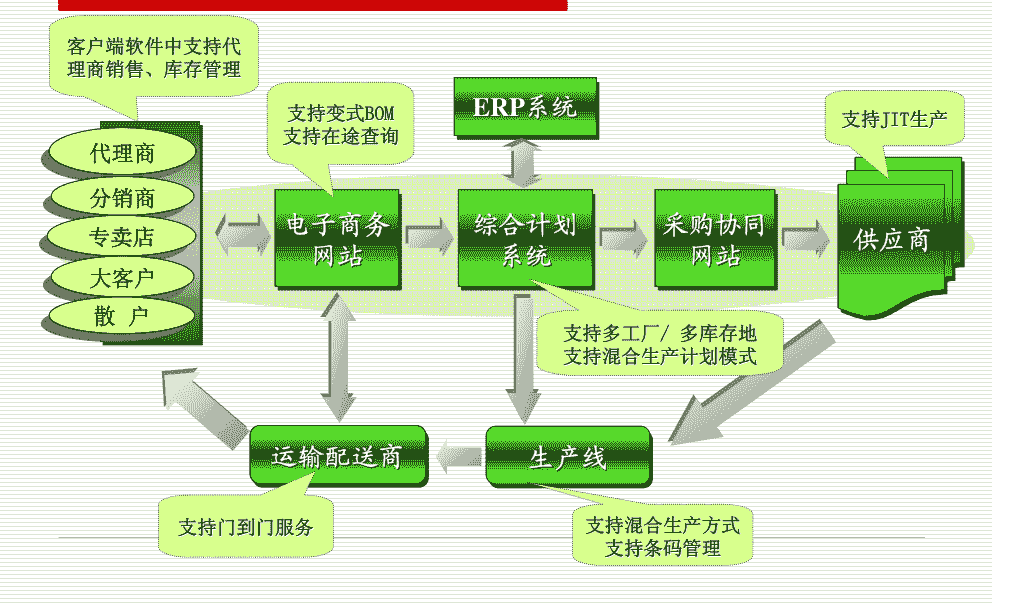 客户端软件中支持代
理商销售、库存管理
支持变式BOM
支持在途查询
ERP系统
支持JIT生产
代理商
分销商
专卖店
大客户
散 户
电子商务
网站
综合计划
系统
采购协同
网站
供应商
支持多工厂/ 多库存地
支持混合生产计划模式
运输配送商
生产线
支持门到门服务
支持混合生产方式
支持条码管理